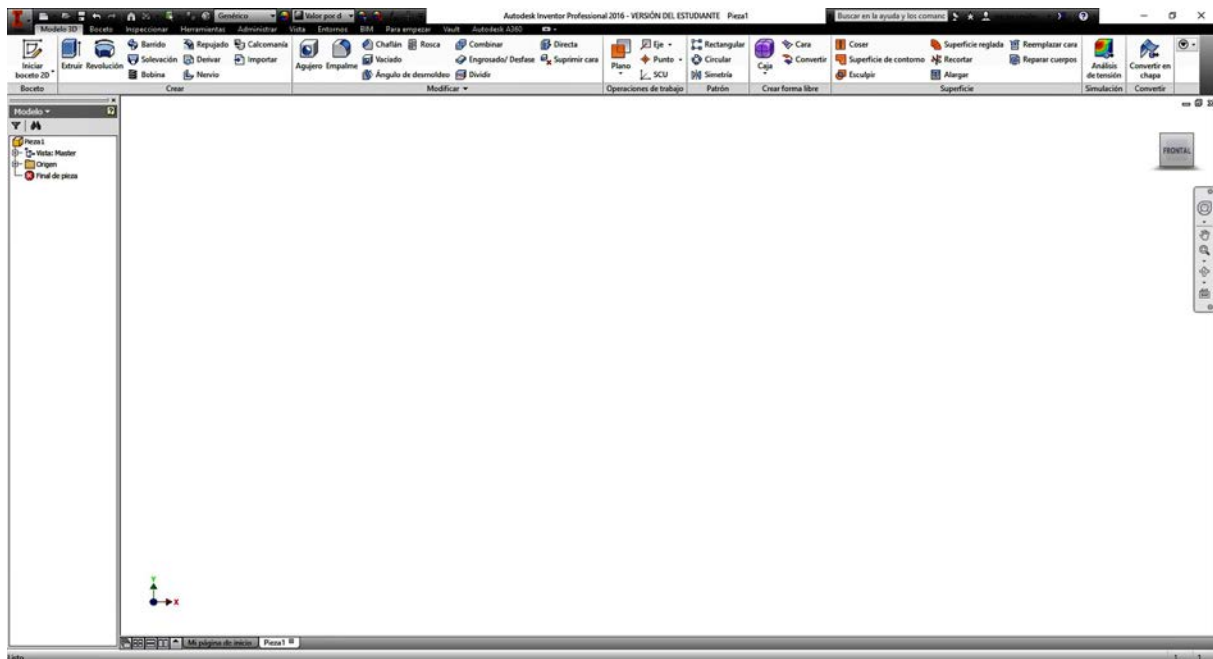 Genérico Valor por d Autodesk Inventor Professional 2016 - VERSIÓN DEL ESTUDIANTE Pieza1 Buscar en la ayuda y los comanc
Modelo 3D Boceto Inspeccionar Herramientas Administrar Vista Entornos BIM Para empezar Vault Autodesk A360
Barrido Repujado Calcomanía Chaflán Rosca Combinar Directa Eje Rectangular Cara Coser Superficie reglada Reemplazar cara
Iniciar boceto 2D Extruir Revolución Solevación Derivar Importar Agujero Empalme Vaciado Engrosado/ Desfase Suprimir cara Plano Punto Circular Caja Convertir Superficie de contorno Recortar Reparar cuerpos Análisis de tensión Convertir en chapa
Bobina Nervio Ángulo de desmoldeo Dividir SCU Simetría Esculpir Alargar
Boceto Crear Modificar Operaciones de trabajo Patrón Crear forma libre Superficie Simulación Convertir
Modelo
Pieza1
Vista: Master
Origen
Final de pieza
FRONTAL
Y
X
Mi página de inicio Pieza1
Listo 1 1